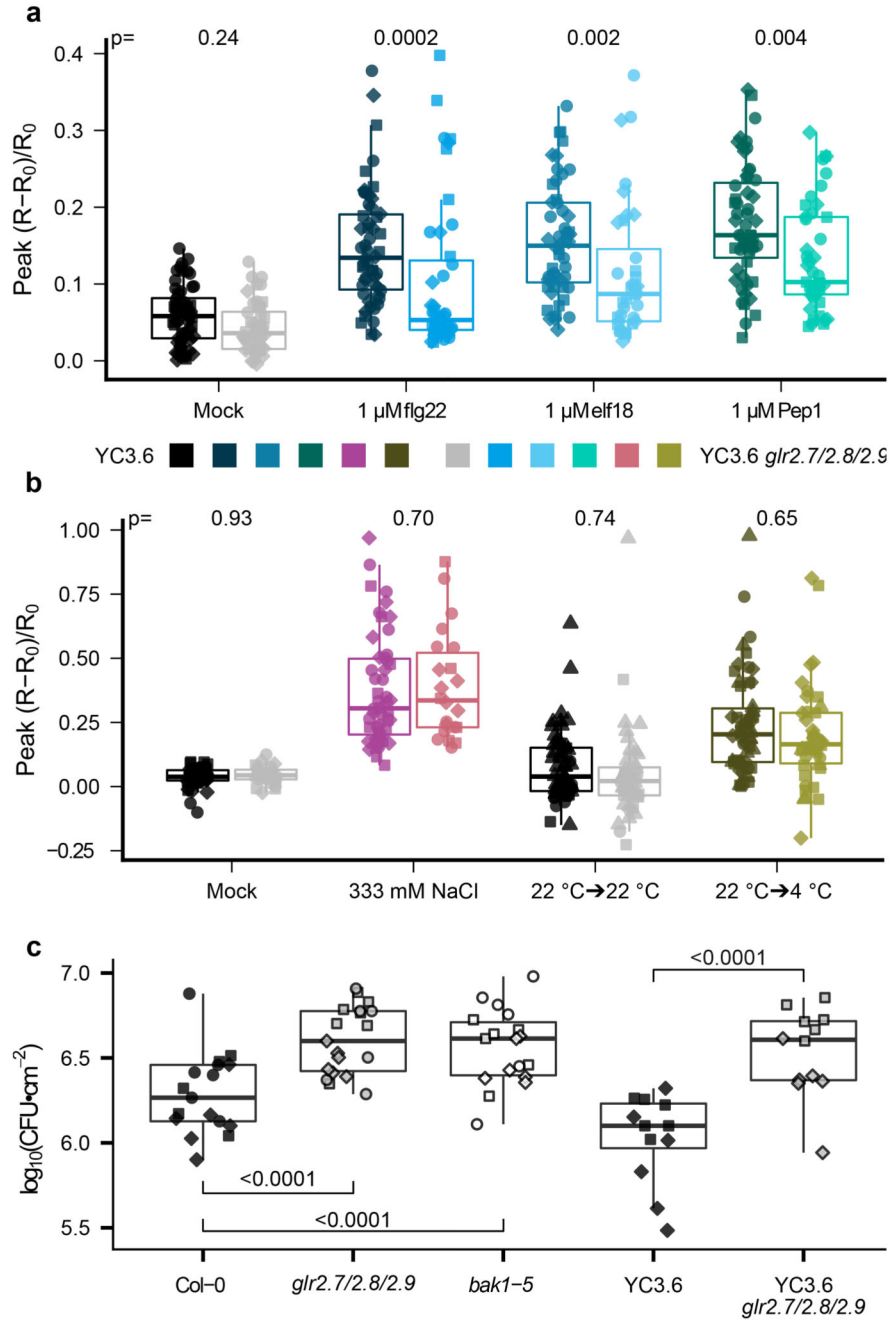 a
p= 0.24 0.0002 0.002 0.004
0.4
0.3
0.2
0.1
0.0
Peak (R−R0)/R0
Mock 1 µM flg22 1 µM elf18 1 µM Pep1
YC3.6 YC3.6 glr2.7/2.8/2.9
b
p= 0.93 0.70 0.74 0.65
1.00
0.75
0.50
0.25
0.00
−0.25
Peak (R−R0)/R0
Mock 333 mM NaCl 22 °C➔22 °C 22 °C➔4 °C
c
7.0
6.5
6.0
5.5
log10(CFU•cm−2)
<0.0001
<0.0001
<0.0001
Col−0 glr2.7/2.8/2.9 bak1−5 YC3.6 YC3.6
glr2.7/2.8/2.9